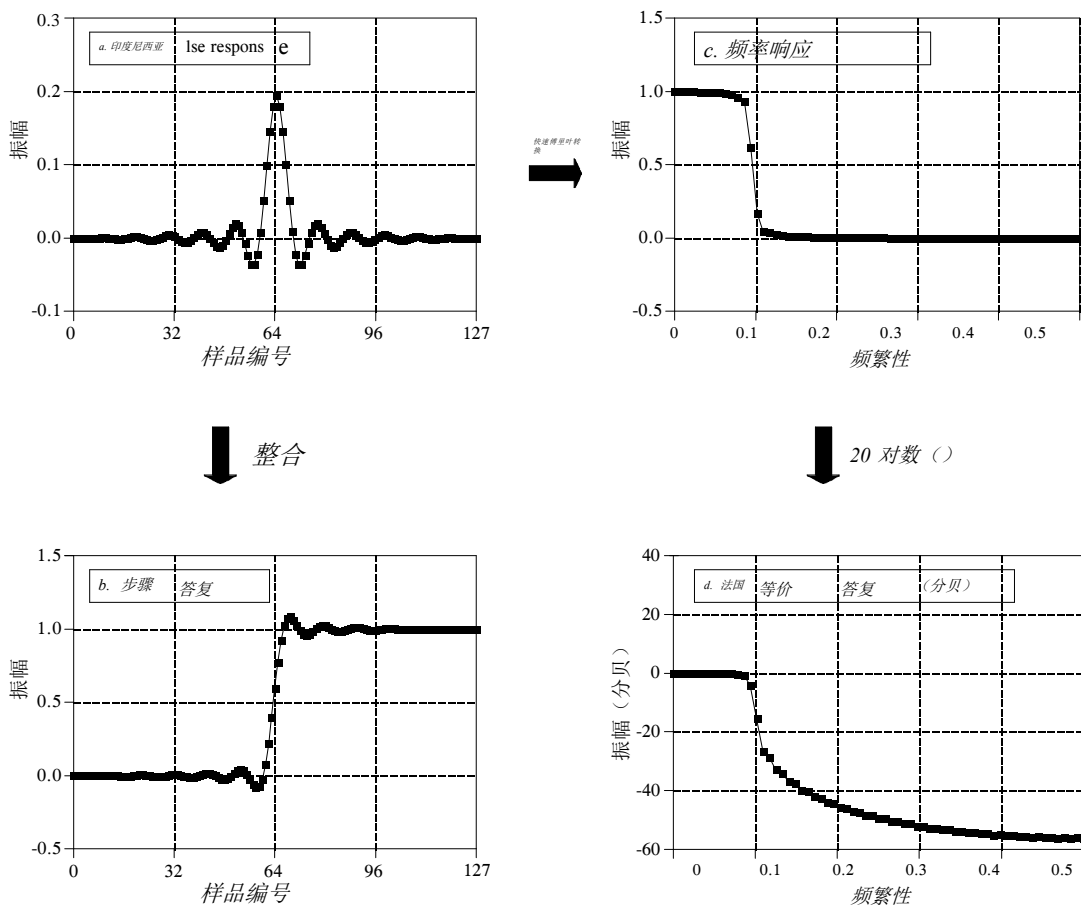 a. 印度尼西亚 lse respons e
0.3
0.2
0.1
0.0
-0.1
振幅
0 32 64 96 127
样品编号
快速傅里叶转
换
c. 频率响应
1.5
1.0
0.5
0.0
-0.5
振幅
0 0.1 0.2 0.3 0.4 0.5
频繁性
整合
20 对数（）
b. 步骤 答复
1.5
1.0
0.5
0.0
-0.5
振幅
0 32 64 96 127
样品编号
d. 法国 等价 答复 （分贝）
40
20
0
-20
-40
-60
振幅（分贝）
0 0.1 0.2 0.3 0.4 0.5
频繁性